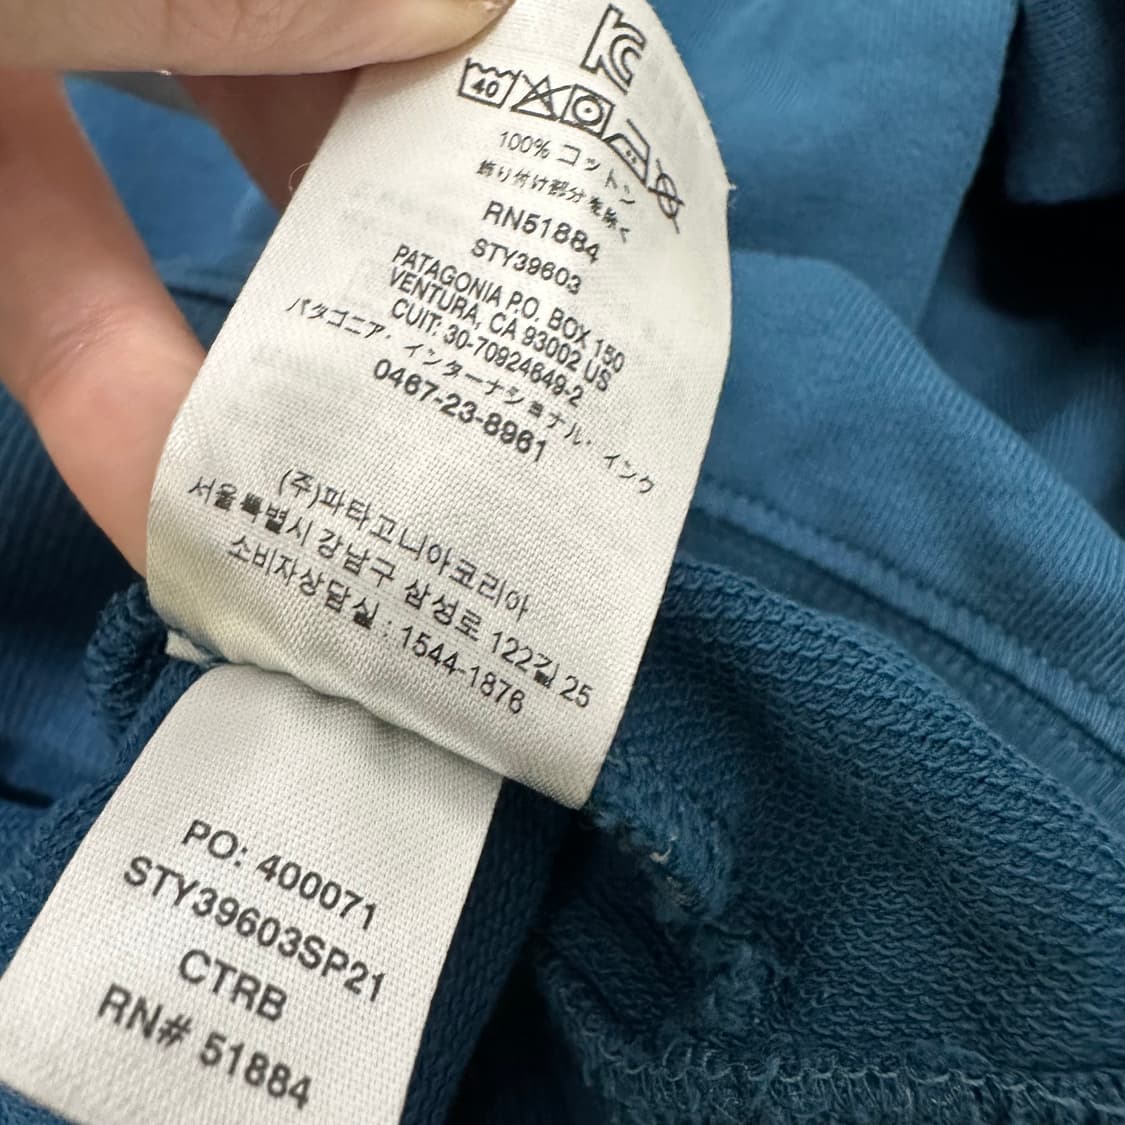 40
100% コットン
飾り付け部分を除く
RN51884
STY39603
PATAGONIA P.O. BOX 150
VENTURA, CA 93002 US
CUIT: 30-70924649-2
パタゴニア・インターナショナル・インク
0467-23-8961
(주)파타고니아코리아
서울특별시 강남구 삼성로 122길 25
소비자상담실 : 1544-1876
PO: 400071
STY39603SP21
CTRB
RN# 51884